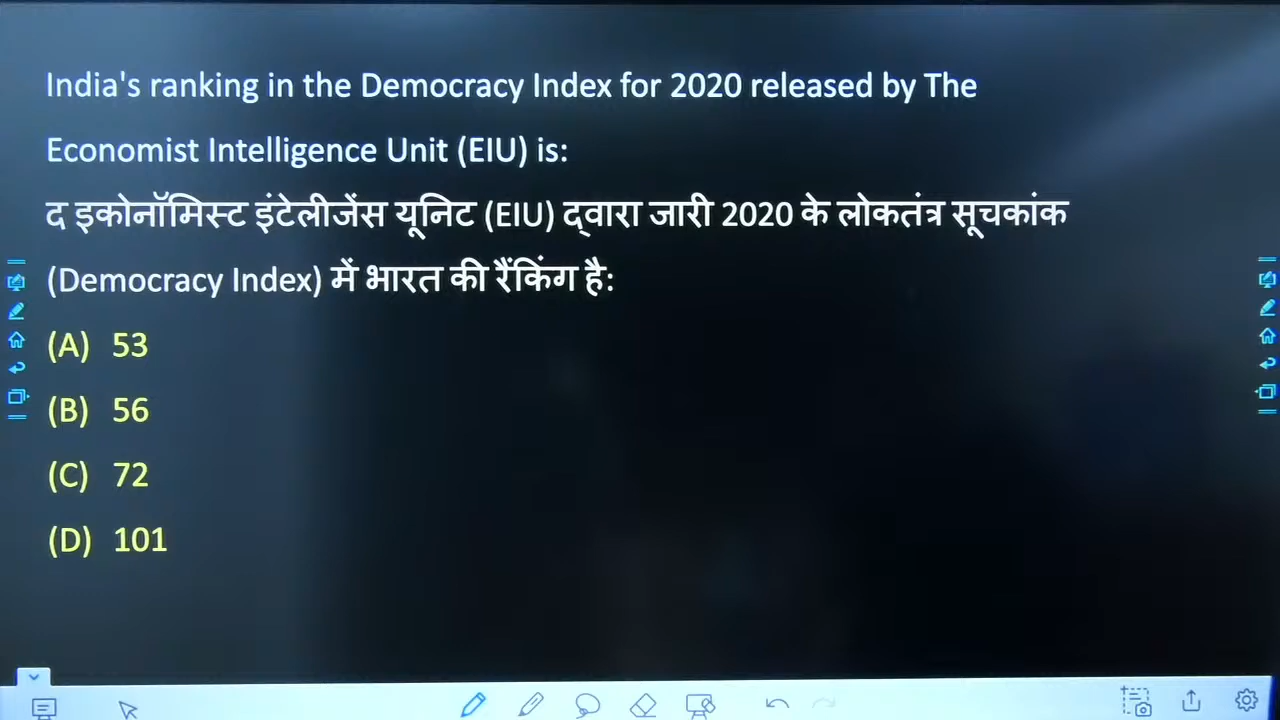 India's ranking in the Democracy Index for 2020 released by The
Economist Intelligence Unit (EIU) is:
द इकोनॉमिस्ट इंटेलीजेंस यूनिट (EIU) द्वारा जारी 2020 के लोकतंत्र सूचकांक
(Democracy Index) में भारत की रैंकिंग है:
(A) 53
(B) 56
(C) 72
(D) 101